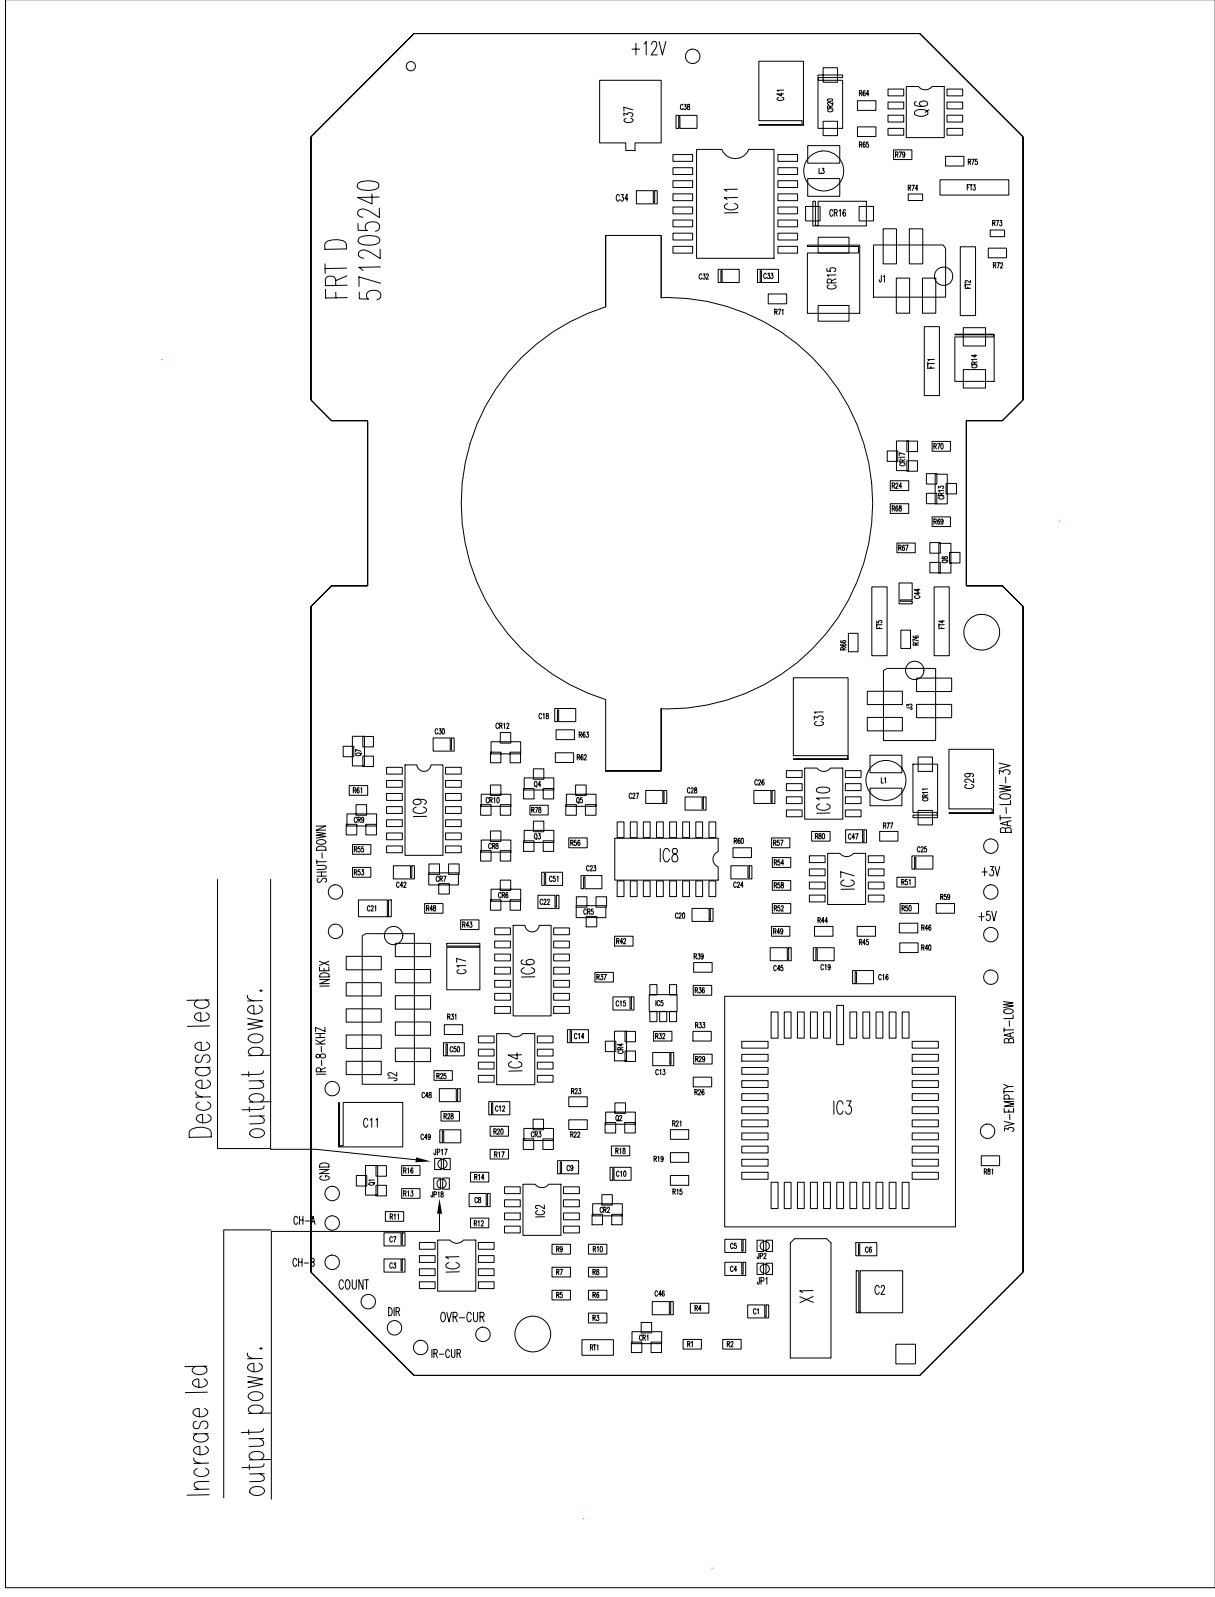 +12V
FRT D
571205240
C37
C38
C41
CR20
R64
R65
Q6
R79
R75
FT3
R74
L3
C34
IC11
CR16
R73
R72
C32
C33
R71
CR15
J1
FT2
FT1
CR14
CR17
R70
R24
CR13
R68
R69
R67
Q8
C44
FT5
FT4
R66
R76
J3
C31
C18
R63
R62
CR12
C30
Q7
R61
CR9
IC9
CR10
Q4
R78
Q5
Q3
R56
CR8
C27
C28
C26
IC10
L1
CR11
C29
BAT-LOW-3V
SHUT-DOWN
R55
R53
C42
CR7
CR6
C51
C23
C22
CR5
IC8
R60
C24
R57
R80
C47
R77
R54
R58
IC7
C25
R51
+3V
R52
R50
R59
C21
R48
R43
C20
R49
R44
R45
R46
R40
+5V
INDEX
C17
IC6
R42
R39
C45
C19
C16
R37
R36
C15
IC5
IR-8-KHZ
J2
R31
C50
R25
IC4
C14
CR4
R32
R33
C13
R29
R26
BAT-LOW
Decrease led
output power.
C11
C48
R28
C49
C12
R20
R17
CR3
R23
R22
Q2
R18
R21
R19
R15
IC3
3V-EMPTY
R81
JP17
JP18
GND
Q1
R16
R13
R14
C9
C10
CH-A
R11
C8
R12
IC2
CR2
C7
C3
CH-B
IC1
R9
R10
R7
R8
R5
R6
R3
C5
JP2
C4
JP1
C6
C2
X1
C46
R4
C1
COUNT
DIR
OVR-CUR
IR-CUR
RT1
CR1
R1
R2
Increase led
output power.